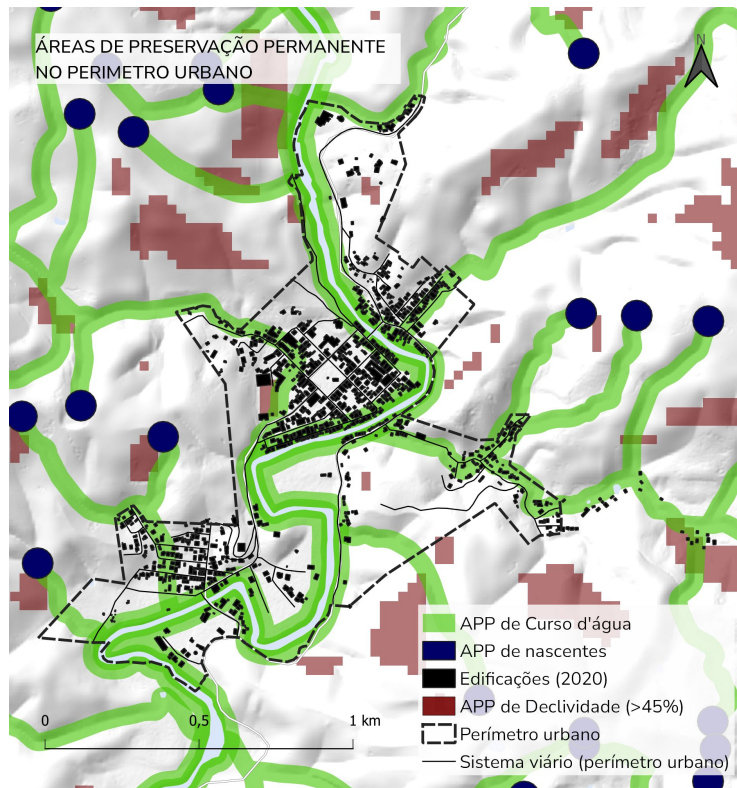 ÁREAS DE PRESERVAÇÃO PERMANENTE
NO PERIMETRO URBANO
N
APP de Curso d'água
APP de nascentes
Edificações (2020)
APP de Declividade (>45%)
Perímetro urbano
Sistema viário (perímetro urbano)
0 0,5 1 km